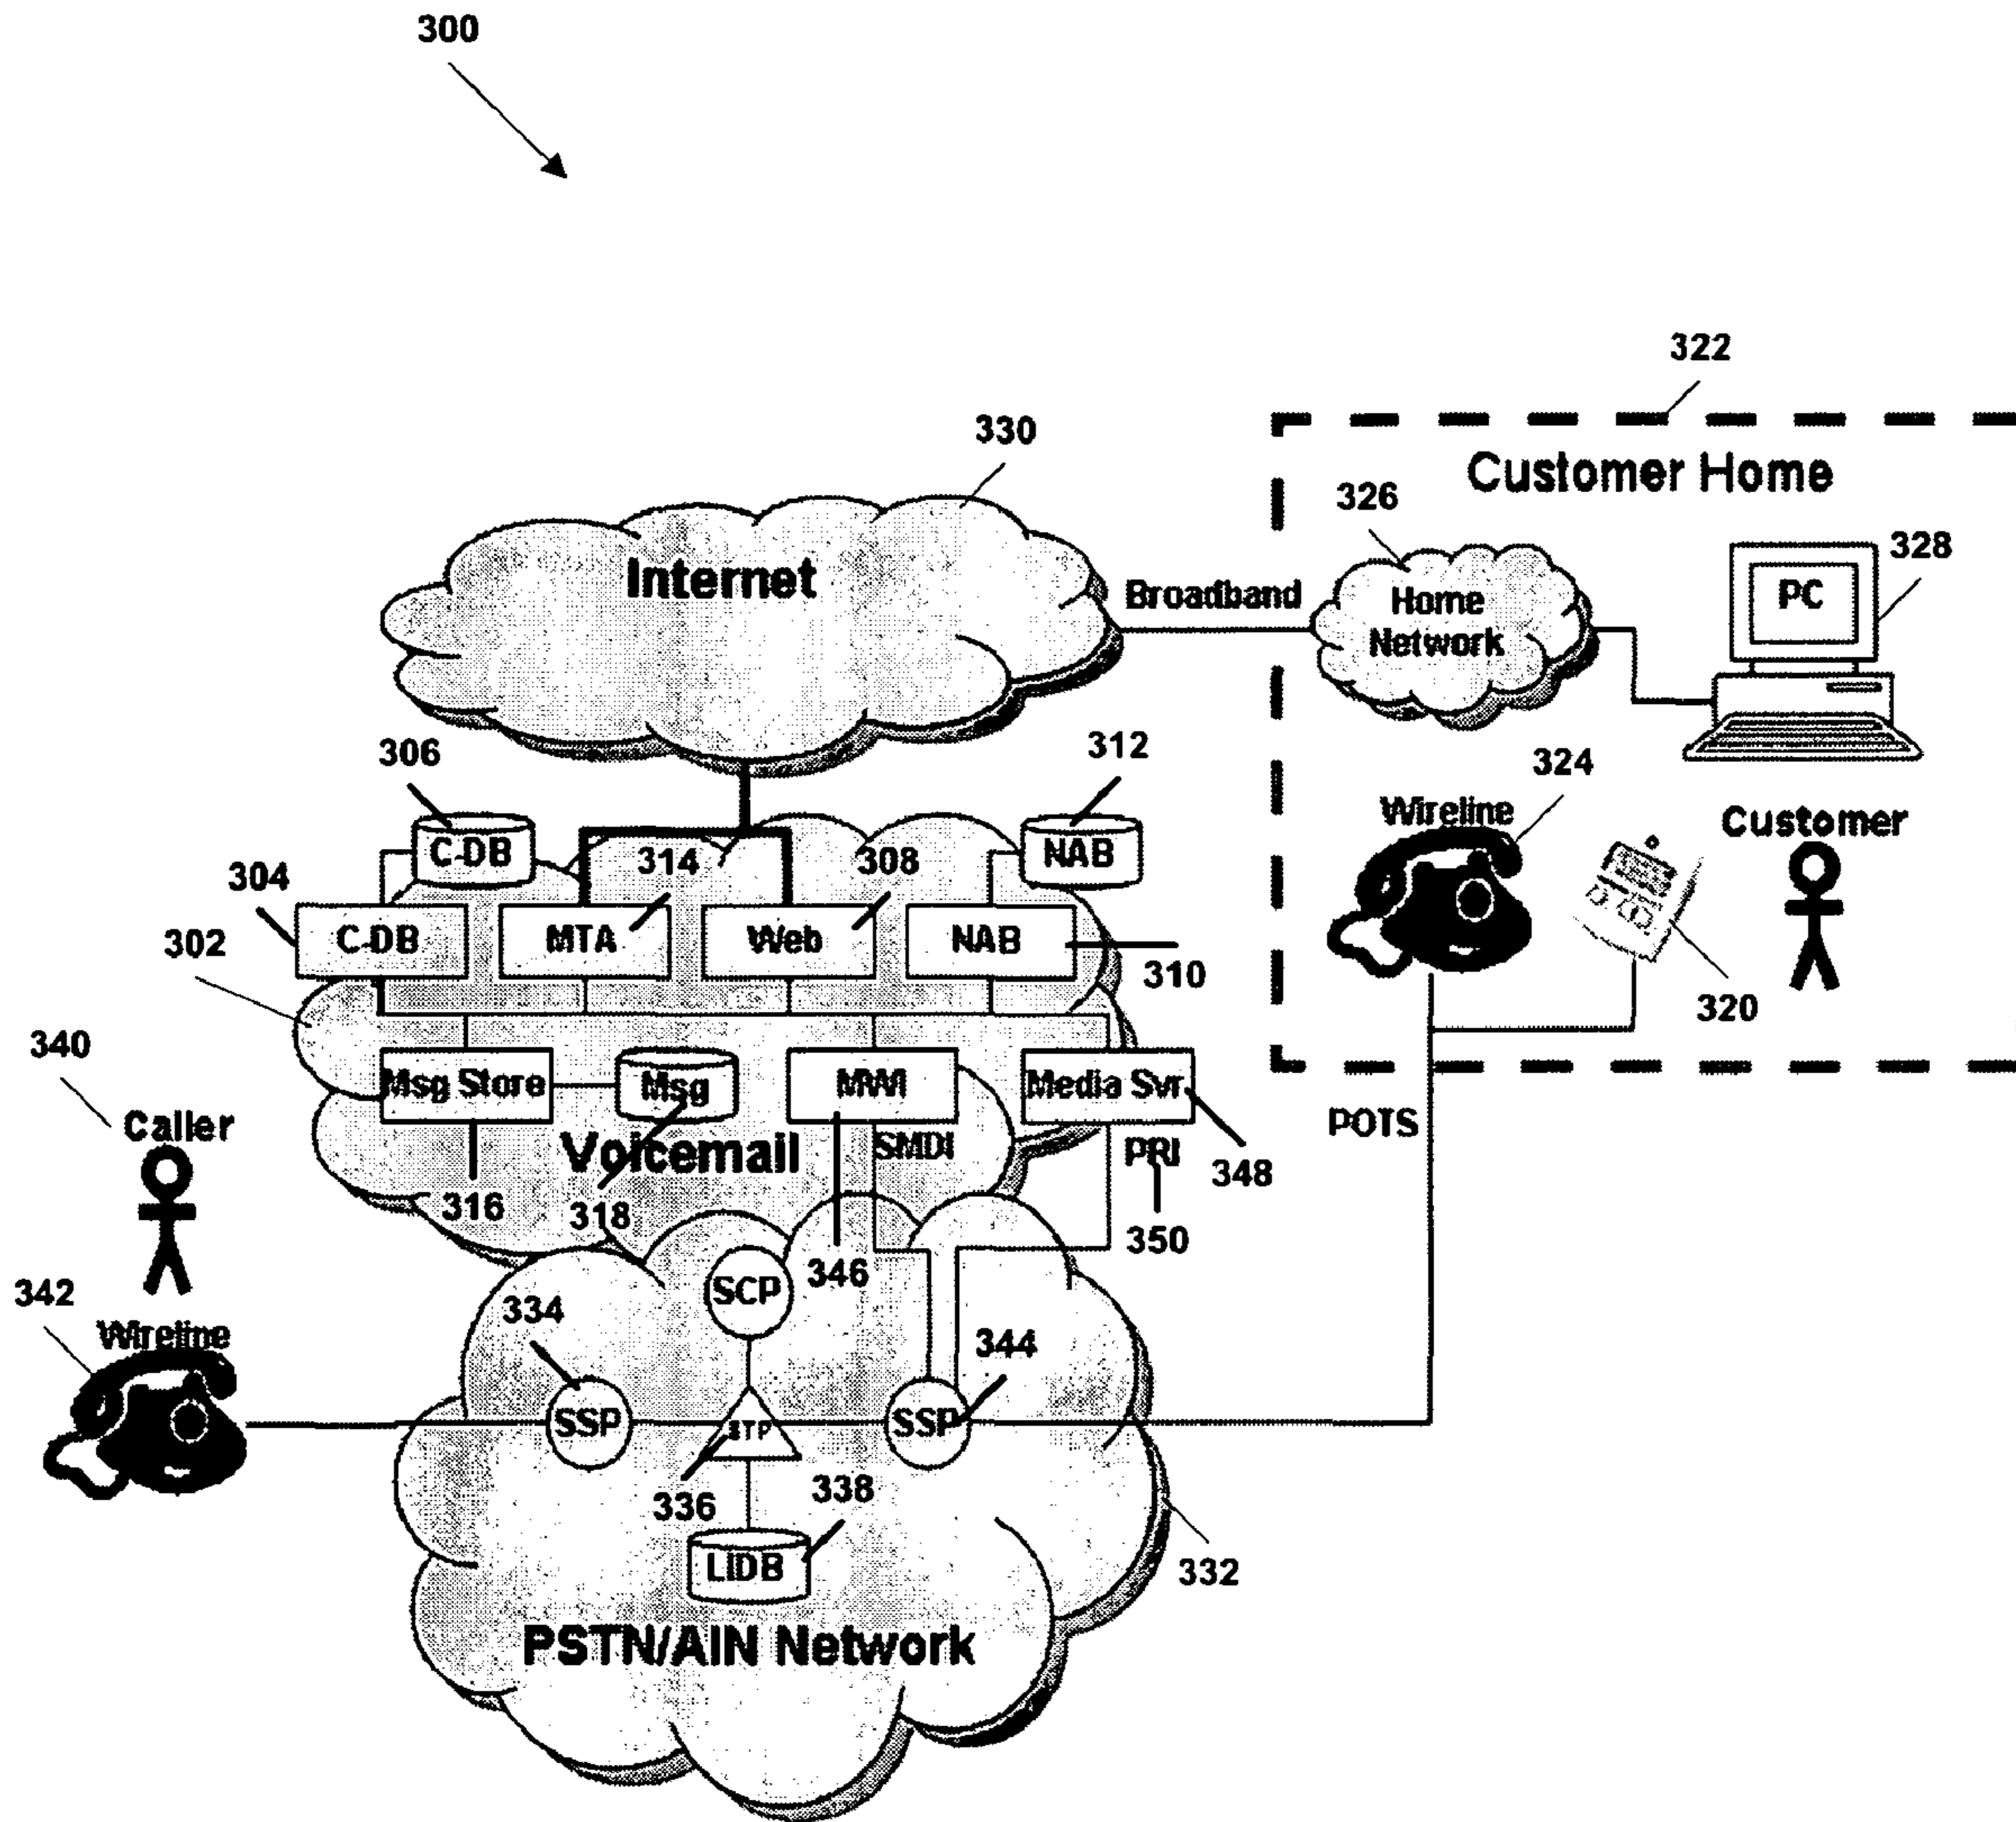 300
322
330
Customer Home
326
328
Internet
Broadband
Home
Network
PC
306
312
324
Wireline
Customer
C-DB
314
308
NAB
304
C-DB
MTA
Web
NAB
302
310
320
340
Msg Store
Msg
MWI
Media Svr
POTS
Caller
Voicemail
SMDI
PRI
348
316
318
350
342
SCP
346
334
Wireline
344
SSP
STP
SSP
336
338
LIDB
332
PSTN/AIN Network